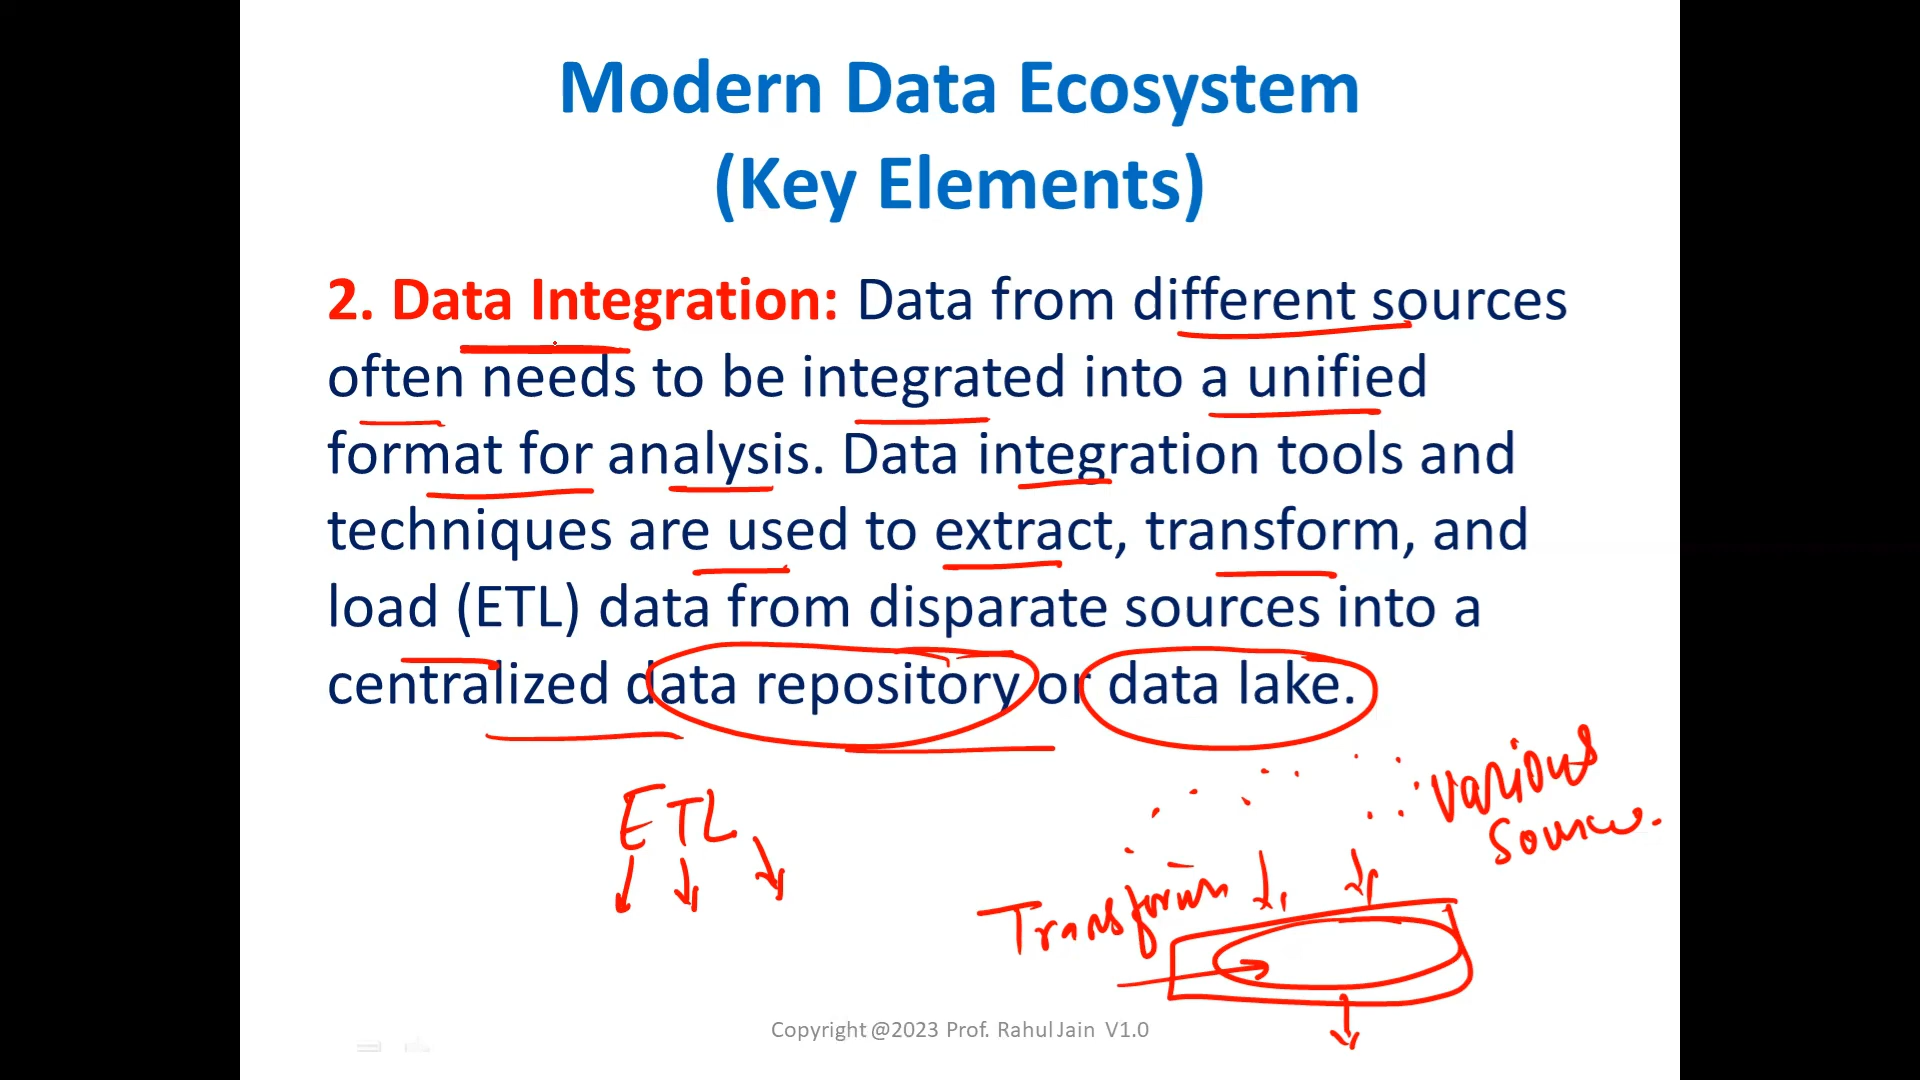 Modern Data Ecosystem
(Key Elements)
2. Data Integration: Data from different sources
often needs to be integrated into a unified
format for analysis. Data integration tools and
techniques are used to extract, transform, and
load (ETL) data from disparate sources into a
centralized data repository or data lake.
ETL
various
Transform
Copyright @2023 Prof. Rahul Jain V1.0